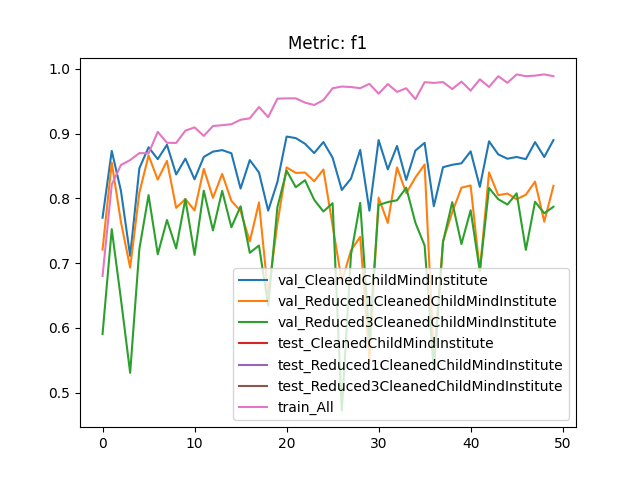 Metric: f1
1.0
0.9
0.8
0.7
0.6
0.5
val_CleanedChildMindInstitute
val_Reduced1CleanedChildMindInstitute
val_Reduced3CleanedChildMindInstitute
test_CleanedChildMindInstitute
test_Reduced1CleanedChildMindInstitute
test_Reduced3CleanedChildMindInstitute
train_All
0 10 20 30 40 50